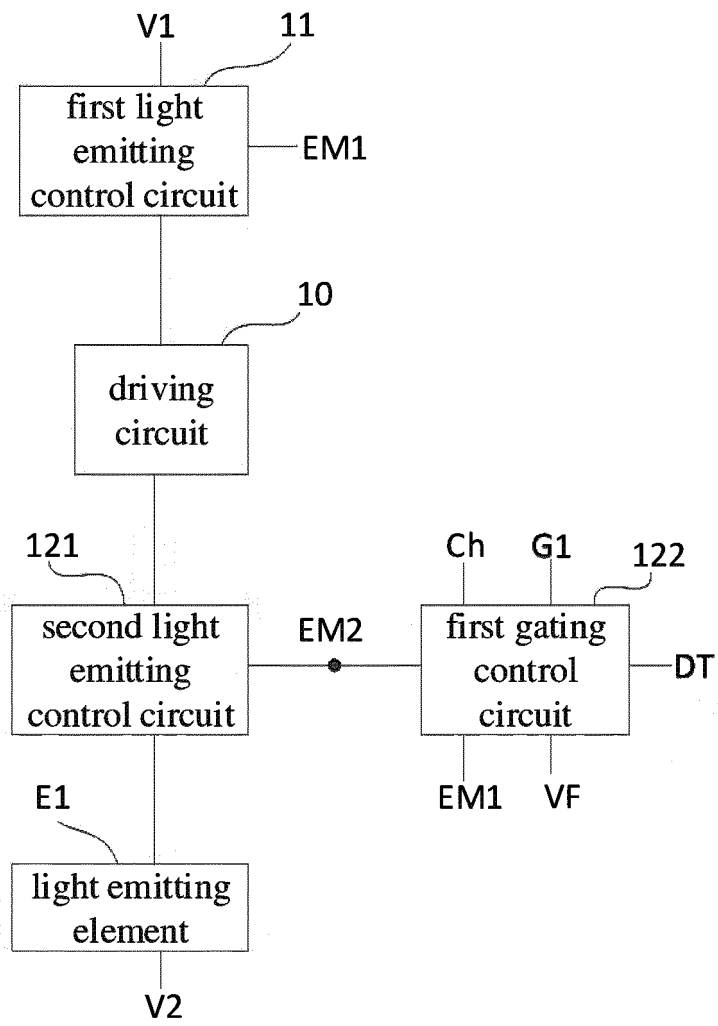 V1
11
first light
emitting
control circuit
EM1
10
driving
circuit
121
second light
emitting
control circuit
EM2
Ch
G1
122
first gating
control
circuit
DT
EM1
VF
E1
light emitting
element
V2